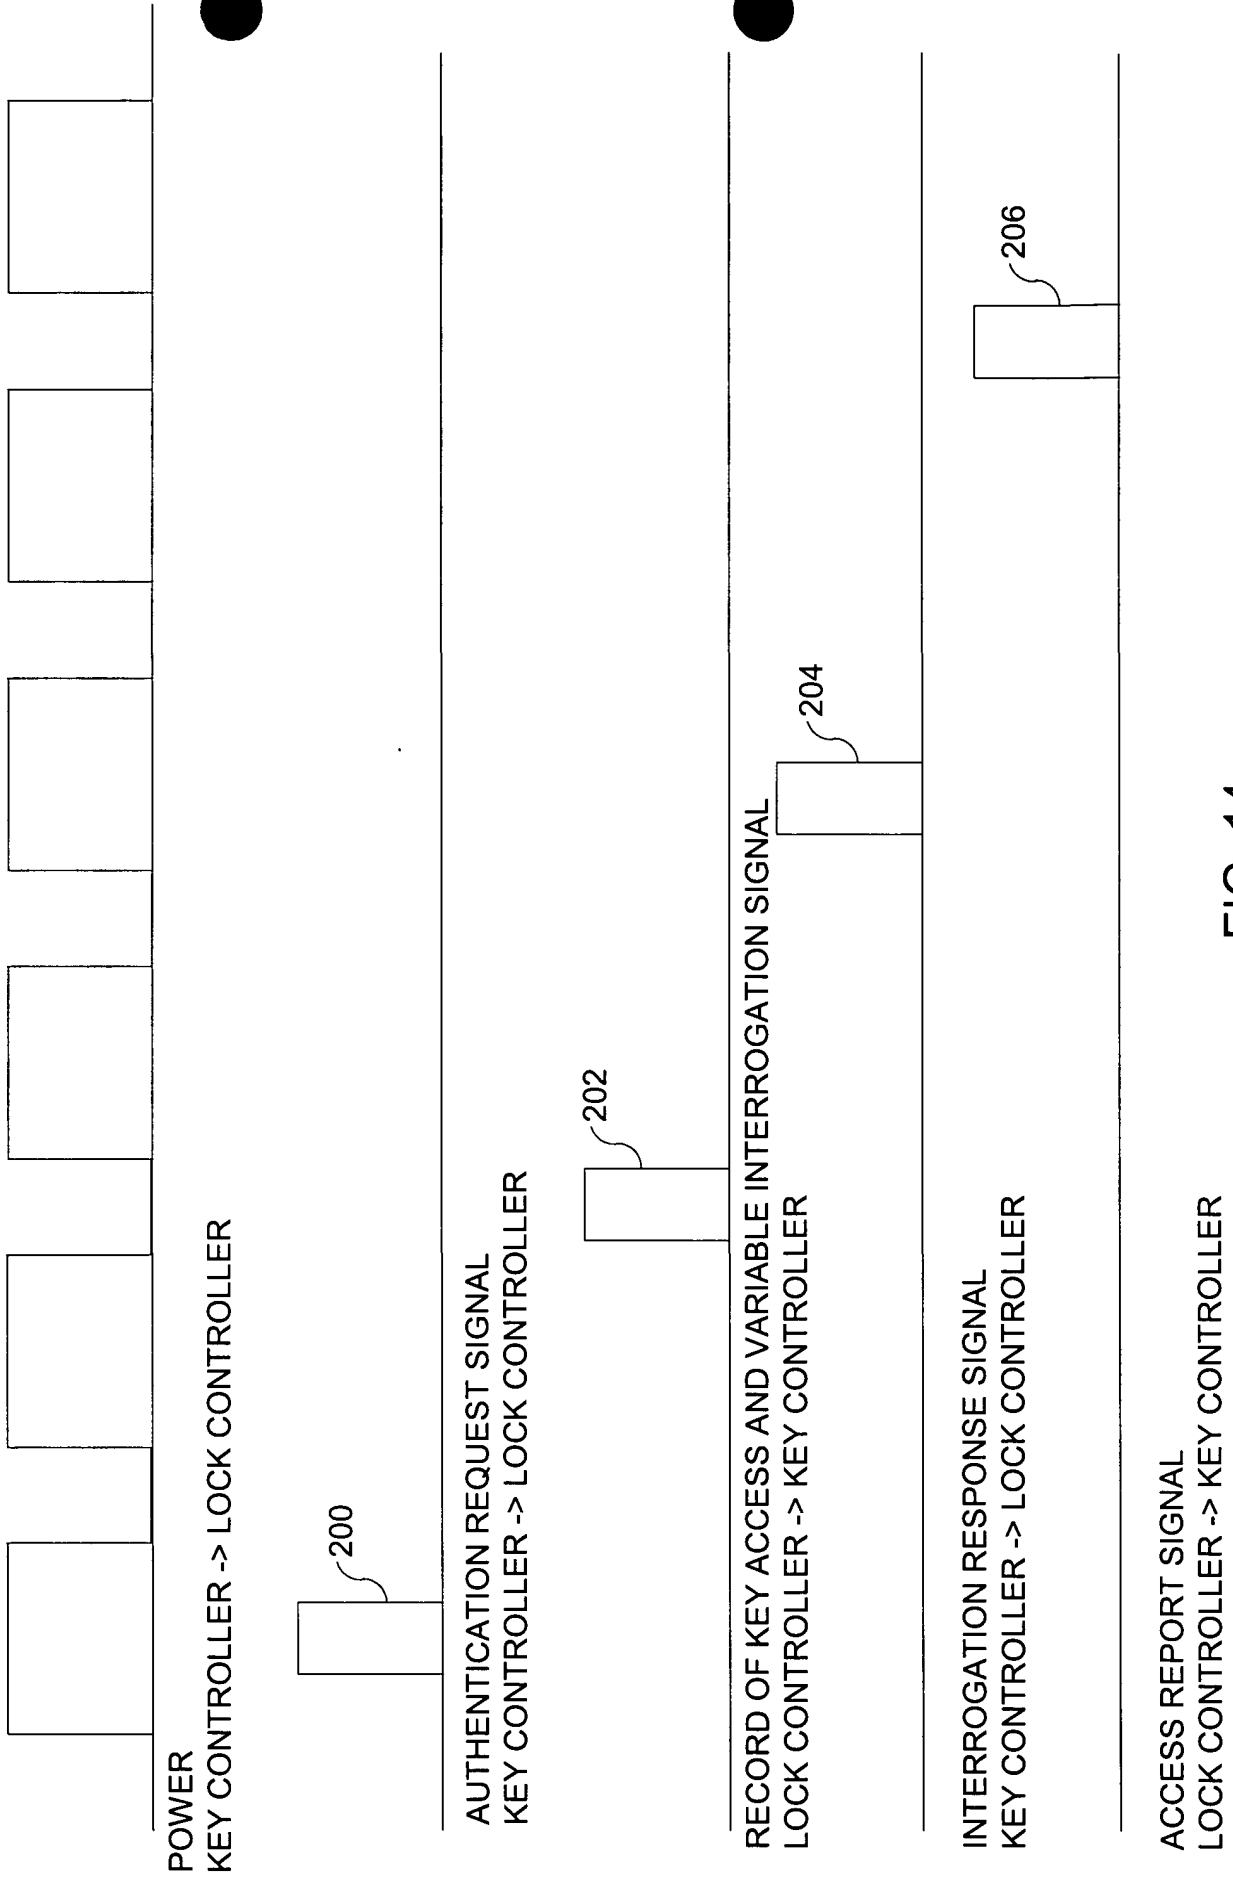 POWER
KEY CONTROLLER -> LOCK CONTROLLER
200
AUTHENTICATION REQUEST SIGNAL
KEY CONTROLLER -> LOCK CONTROLLER
202
RECORD OF KEY ACCESS AND VARIABLE INTERROGATION SIGNAL
LOCK CONTROLLER -> KEY CONTROLLER
204
INTERROGATION RESPONSE SIGNAL
KEY CONTROLLER -> LOCK CONTROLLER
206
ACCESS REPORT SIGNAL
LOCK CONTROLLER -> KEY CONTROLLER